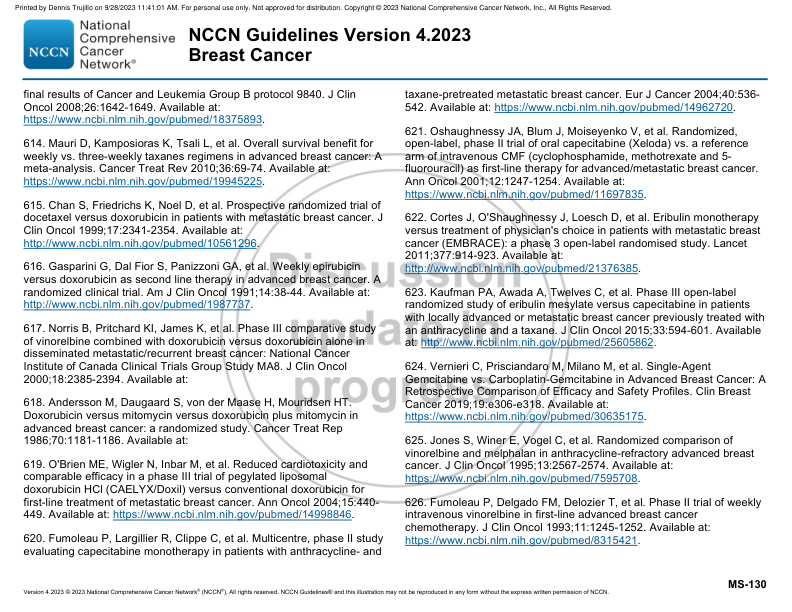 Printed by Dennis Trujillo on 9/28/2023 11:41:01 AM. For personal use only. Not approved for distribution. Copyright © 2023 National Comprehensive Cancer Network, Inc., All Rights Reserved.
NCCN
National
Comprehensive
Cancer
Network®
NCCN Guidelines Version 4.2023
Breast Cancer
final results of Cancer and Leukemia Group B protocol 9840. J Clin
Oncol 2008;26:1642-1649. Available at:
https://www.ncbi.nlm.nih.gov/pubmed/18375893.
614. Mauri D, Kamposioras K, Tsali L, et al. Overall survival benefit for
weekly vs. three-weekly taxanes regimens in advanced breast cancer: A
meta-analysis. Cancer Treat Rev 2010;36:69-74. Available at:
https://www.ncbi.nlm.nih.gov/pubmed/19945225.
615. Chan S, Friedrichs K, Noel D, et al. Prospective randomized trial of
docetaxel versus doxorubicin in patients with metastatic breast cancer. J
Clin Oncol 1999;17:2341-2354. Available at:
http://www.ncbi.nlm.nih.gov/pubmed/10561296.
616. Gasparini G, Dal Fior S, Panizzoni GA, et al. Weekly epirubicin
versus doxorubicin as second line therapy in advanced breast cancer. A
randomized clinical trial. Am J Clin Oncol 1991;14:38-44. Available at:
http://www.ncbi.nlm.nih.gov/pubmed/1987737.
617. Norris B, Pritchard KI, James K, et al. Phase III comparative study
of vinorelbine combined with doxorubicin versus doxorubicin alone in
disseminated metastatic/recurrent breast cancer: National Cancer
Institute of Canada Clinical Trials Group Study MA8. J Clin Oncol
2000;18:2385-2394. Available at:
618. Andersson M, Daugaard S, von der Maase H, Mouridsen HT.
Doxorubicin versus mitomycin versus doxorubicin plus mitomycin in
advanced breast cancer: a randomized study. Cancer Treat Rep
1986;70:1181-1186. Available at:
619. O'Brien ME, Wigler N, Inbar M, et al. Reduced cardiotoxicity and
comparable efficacy in a phase III trial of pegylated liposomal
doxorubicin HCl (CAELYX/Doxil) versus conventional doxorubicin for
first-line treatment of metastatic breast cancer. Ann Oncol 2004;15:440-
449. Available at: https://www.ncbi.nlm.nih.gov/pubmed/14998846.
620. Fumoleau P, Largillier R, Clippe C, et al. Multicentre, phase II study
evaluating capecitabine monotherapy in patients with anthracycline- and
taxane-pretreated metastatic breast cancer. Eur J Cancer 2004;40:536-
542. Available at: https://www.ncbi.nlm.nih.gov/pubmed/14962720.
621. Oshaughnessy JA, Blum J, Moiseyenko V, et al. Randomized,
open-label, phase II trial of oral capecitabine (Xeloda) vs. a reference
arm of intravenous CMF (cyclophosphamide, methotrexate and 5-
fluorouracil) as first-line therapy for advanced/metastatic breast cancer.
Ann Oncol 2001;12:1247-1254. Available at:
https://www.ncbi.nlm.nih.gov/pubmed/11697835.
622. Cortes J, O'Shaughnessy J, Loesch D, et al. Eribulin monotherapy
versus treatment of physician's choice in patients with metastatic breast
cancer (EMBRACE): a phase 3 open-label randomised study. Lancet
2011;377:914-923. Available at:
http://www.ncbi.nlm.nih.gov/pubmed/21376385.
623. Kaufman PA, Awada A, Twelves C, et al. Phase III open-label
randomized study of eribulin mesylate versus capecitabine in patients
with locally advanced or metastatic breast cancer previously treated with
an anthracycline and a taxane. J Clin Oncol 2015;33:594-601. Available
at: http://www.ncbi.nlm.nih.gov/pubmed/25605862.
624. Vernieri C, Prisciandaro M, Milano M, et al. Single-Agent
Gemcitabine vs. Carboplatin-Gemcitabine in Advanced Breast Cancer: A
Retrospective Comparison of Efficacy and Safety Profiles. Clin Breast
Cancer 2019;19:e306-e318. Available at:
https://www.ncbi.nlm.nih.gov/pubmed/30635175.
625. Jones S, Winer E, Vogel C, et al. Randomized comparison of
vinorelbine and melphalan in anthracycline-refractory advanced breast
cancer. J Clin Oncol 1995;13:2567-2574. Available at:
https://www.ncbi.nlm.nih.gov/pubmed/7595708.
626. Fumoleau P, Delgado FM, Delozier T, et al. Phase II trial of weekly
intravenous vinorelbine in first-line advanced breast cancer
chemotherapy. J Clin Oncol 1993;11:1245-1252. Available at:
https://www.ncbi.nlm.nih.gov/pubmed/8315421.
Discussion
update in
progress
MS-130
Version 4.2023 © 2023 National Comprehensive Cancer Network® (NCCN®), All rights reserved. NCCN Guidelines® and this illustration may not be reproduced in any form without the express written permission of NCCN.